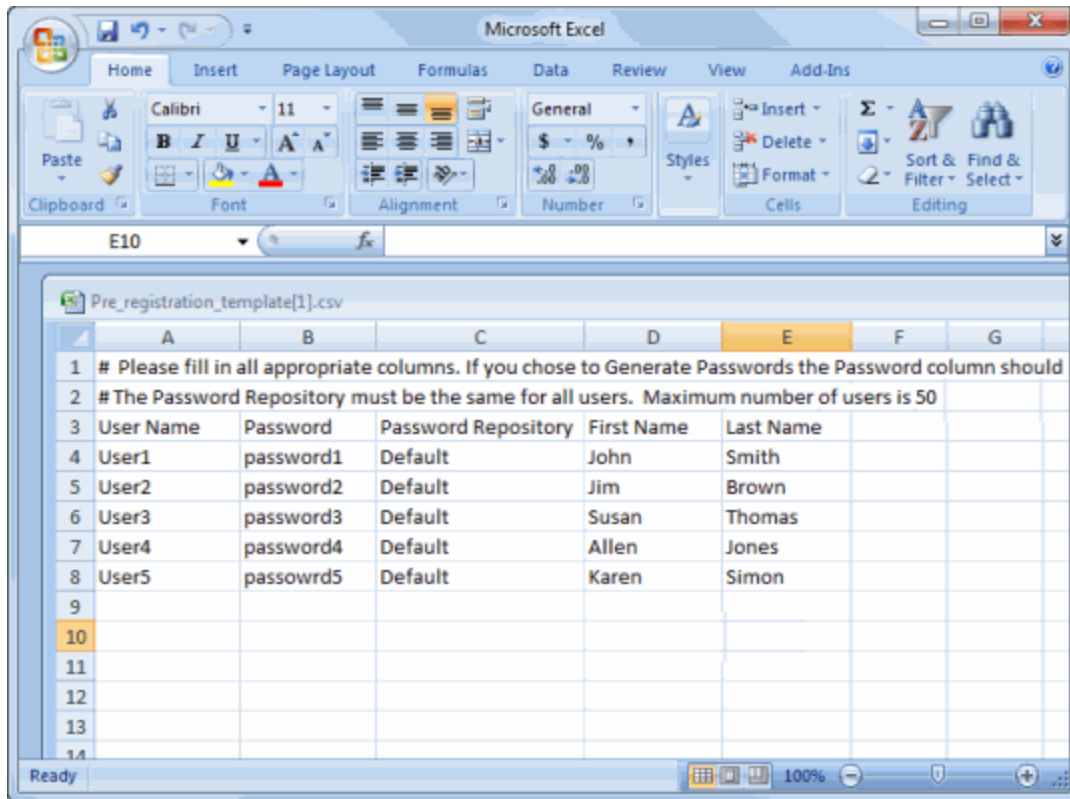 Microsoft Excel
Home Insert Page Layout Formulas Data Review View Add-Ins
Calibri 11 General Insert Σ
B I U A A $ % , Delete
Paste Styles Format Sort & Filter Find & Select
Clipboard Font Alignment Number Cells Editing
E10 fx
Pre_registration_template[1].csv
A B C D E F G
1 # Please fill in all appropriate columns. If you chose to Generate Passwords the Password column should
2 # The Password Repository must be the same for all users. Maximum number of users is 50
3 User Name Password Password Repository First Name Last Name
4 User1 password1 Default John Smith
5 User2 password2 Default Jim Brown
6 User3 password3 Default Susan Thomas
7 User4 password4 Default Allen Jones
8 User5 passowrd5 Default Karen Simon
9
10
11
12
13
14
Ready 100%